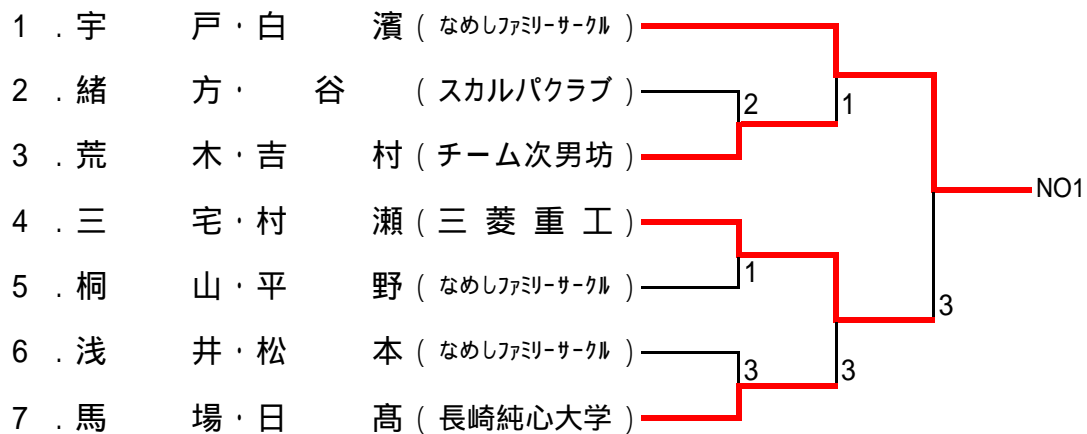 1 . 宇 戸・白 濱 ( なめしファミリーサークル )
2 . 緒 方・ 谷 ( スカルパクラブ )
2
1
3 . 荒 木・吉 村 ( チーム次男坊 )
NO1
4 . 三 宅・村 瀬 ( 三 菱 重 工 )
1
5 . 桐 山・平 野 ( なめしファミリーサークル )
3
6 . 浅 井・松 本 ( なめしファミリーサークル )
3
3
7 . 馬 場・日 髙 ( 長崎純心大学 )